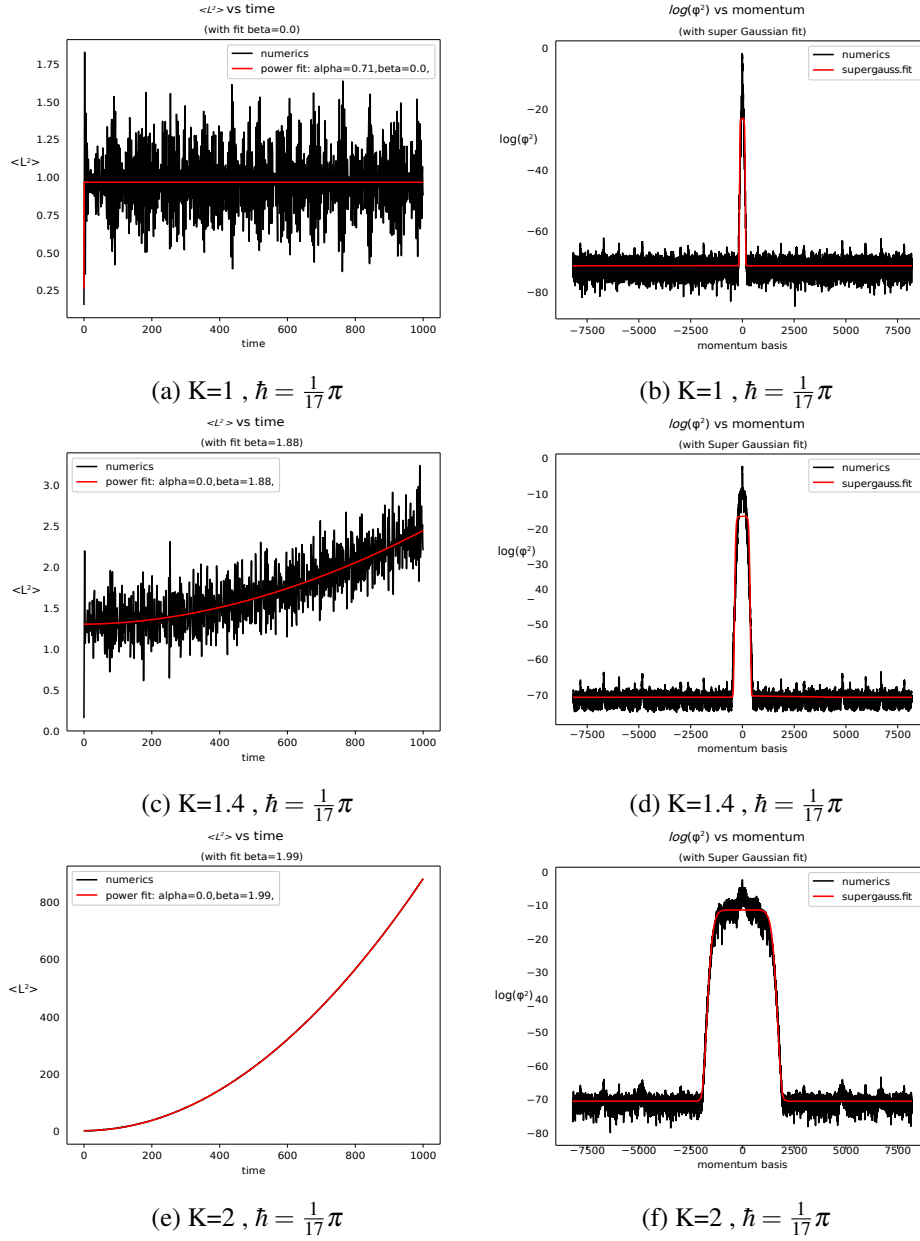 <L²> vs time
(with fit beta=0.0)
numerics
power fit: alpha=0.71,beta=0.0,
1.75
1.50
1.25
<L²>
1.00
0.75
0.50
0.25
0 200 400 600 800 1000
time
(a) K=1 , ħ = 1/17 π
log(φ²) vs momentum
(with super Gaussian fit)
numerics
supergauss.fit
0
−20
log(φ²)
−40
−60
−80
−7500 −5000 −2500 0 2500 5000 7500
momentum basis
(b) K=1 , ħ = 1/17 π
<L²> vs time
(with fit beta=1.88)
numerics
power fit: alpha=0.0,beta=1.88,
3.0
2.5
2.0
<L²>
1.5
1.0
0.5
0.0
0 200 400 600 800 1000
time
(c) K=1.4 , ħ = 1/17 π
log(φ²) vs momentum
(with Super Gaussian fit)
numerics
supergauss.fit
0
−10
−20
log(φ²)
−30
−40
−50
−60
−70
−7500 −5000 −2500 0 2500 5000 7500
momentum basis
(d) K=1.4 , ħ = 1/17 π
<L²> vs time
(with fit beta=1.99)
numerics
power fit: alpha=0.0,beta=1.99,
800
600
<L²>
400
200
0
0 200 400 600 800 1000
time
(e) K=2 , ħ = 1/17 π
log(φ²) vs momentum
(with Super Gaussian fit)
numerics
supergauss.fit
0
−10
−20
−30
log(φ²)
−40
−50
−60
−70
−80
−7500 −5000 −2500 0 2500 5000 7500
momentum basis
(f) K=2 , ħ = 1/17 π